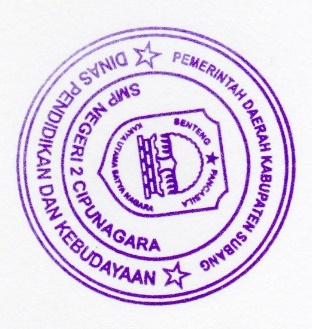 PEMERINTAH DAERAH KABUPATEN SUBANG
DINAS PENDIDIKAN DAN KEBUDAYAAN
SMP NEGERI 2 CIPUNAGARA
BENTENG PANCASILA
KARYA UTAMA SATYA NAGARA